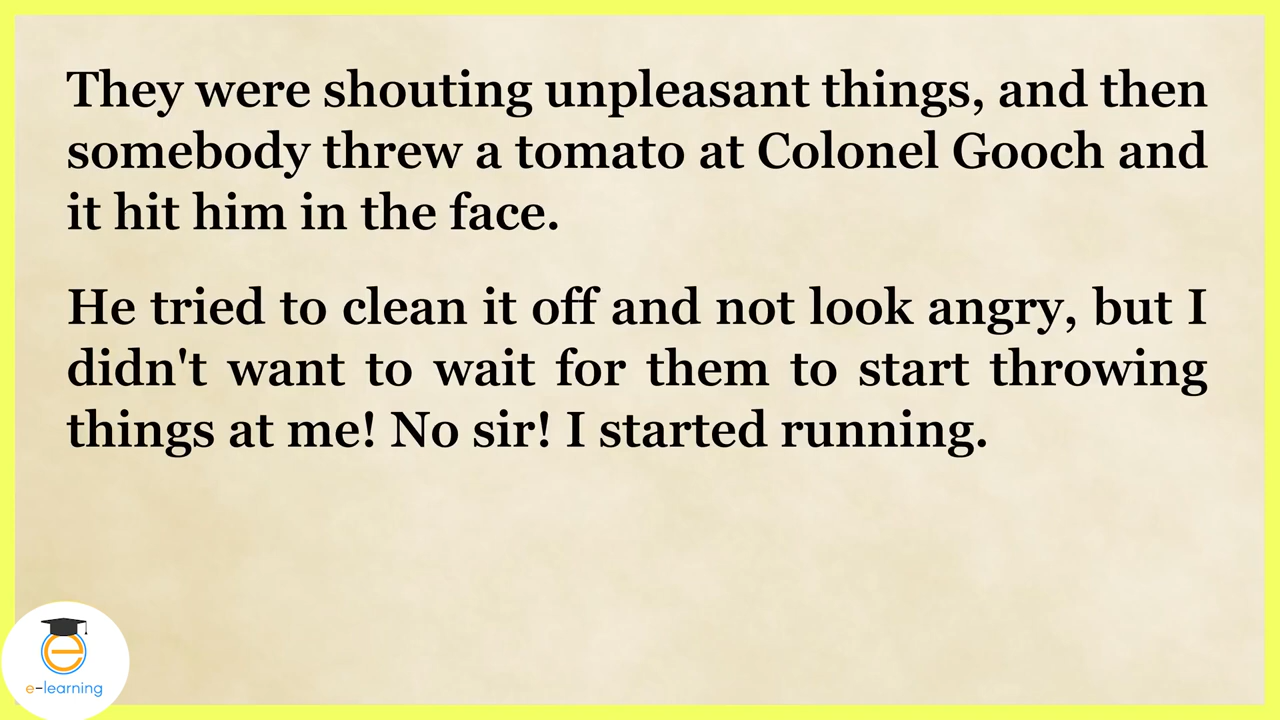 They were shouting unpleasant things, and then
somebody threw a tomato at Colonel Gooch and
it hit him in the face.
He tried to clean it off and not look angry, but I
didn't want to wait for them to start throwing
things at me! No sir! I started running.
e
e-learning